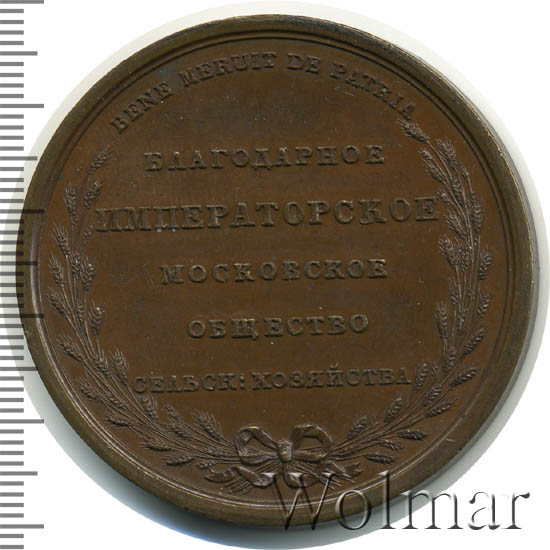 BENE MERUIT DE PATRIA
БЛАГОДАРНОЕ
ИМПЕРАТОРСКОЕ
МОСКОВСКОЕ
ОБЩЕСТВО
СЕЛЬСК: ХОЗЯЙСТВА
Wolmar